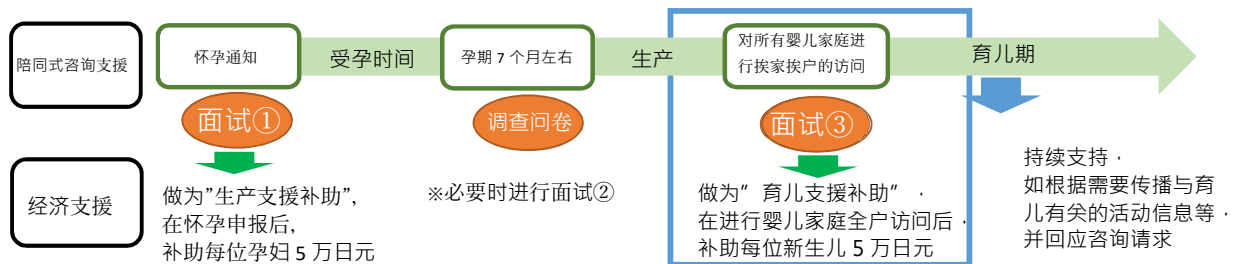 陪同式咨询支援
怀孕通知
受孕时间
孕期 7 个月左右
生产
对所有婴儿家庭进
行挨家挨户的访问
育儿期
面试①
调查问卷
面试③
经济支援
做为”生产支援补助”,
在怀孕申报后,
补助每位孕妇 5 万日元
※必要时进行面试②
做为” 育儿支援补助” ,
在进行婴儿家庭全户访问后,
补助每位新生儿 5 万日元
持续支持,
如根据需要传播与育
儿有关的活动信息等,
并回应咨询请求